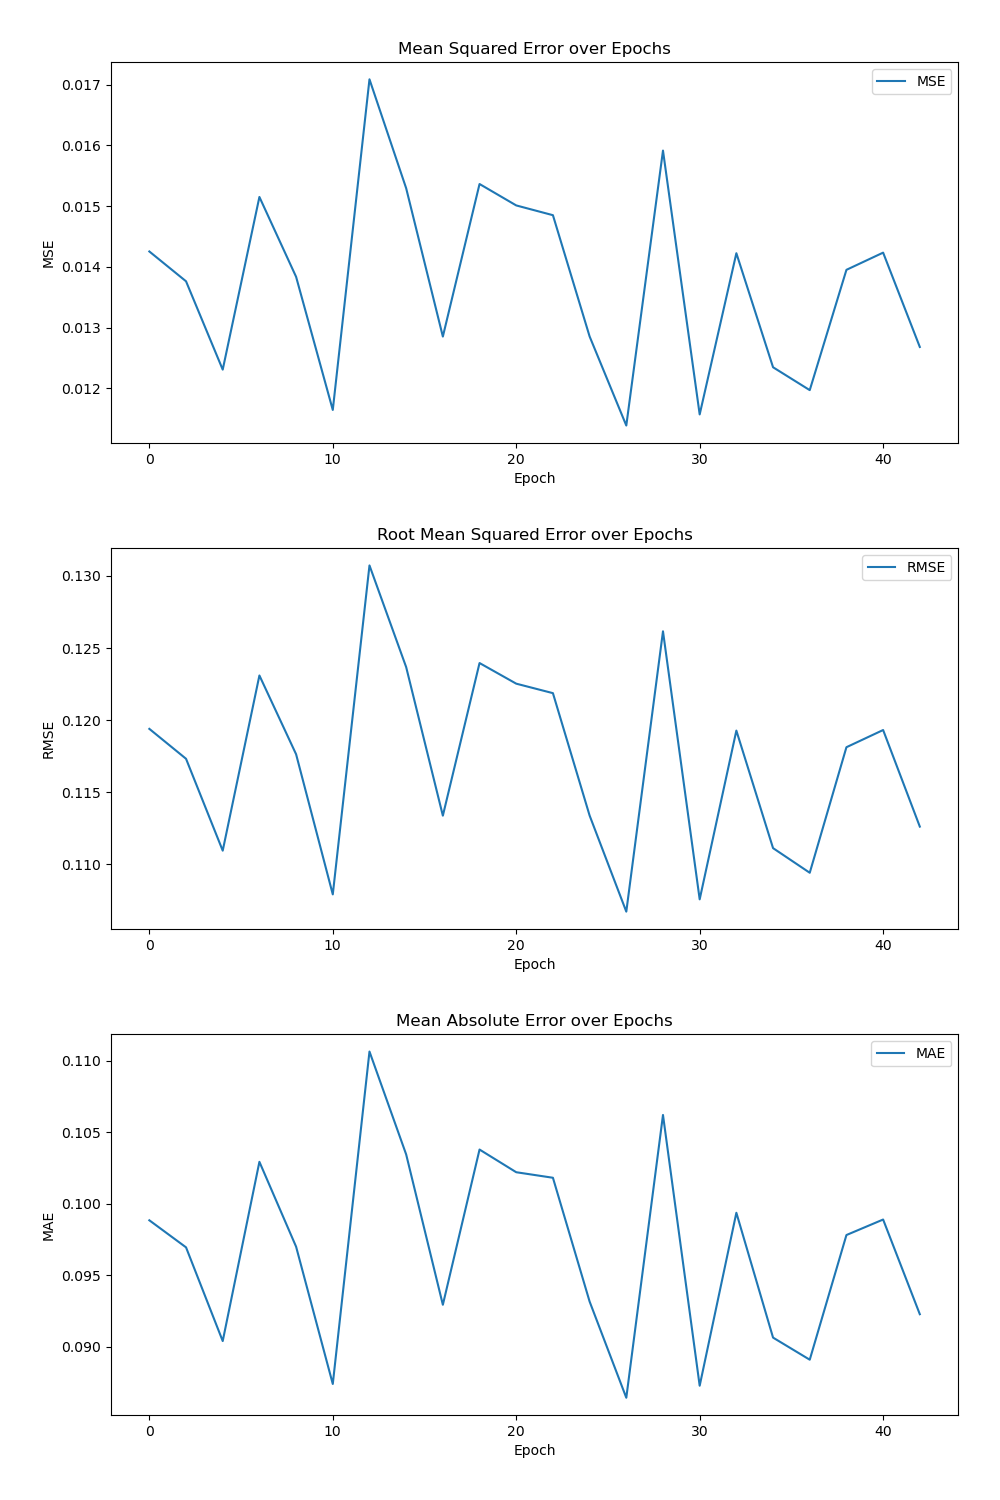 Mean Squared Error over Epochs
MSE
0.017
0.016
0.015
0.014
0.013
0.012
MSE
0 10 20 30 40
Epoch
Root Mean Squared Error over Epochs
RMSE
0.130
0.125
0.120
0.115
0.110
RMSE
0 10 20 30 40
Epoch
Mean Absolute Error over Epochs
MAE
0.110
0.105
0.100
0.095
0.090
MAE
0 10 20 30 40
Epoch